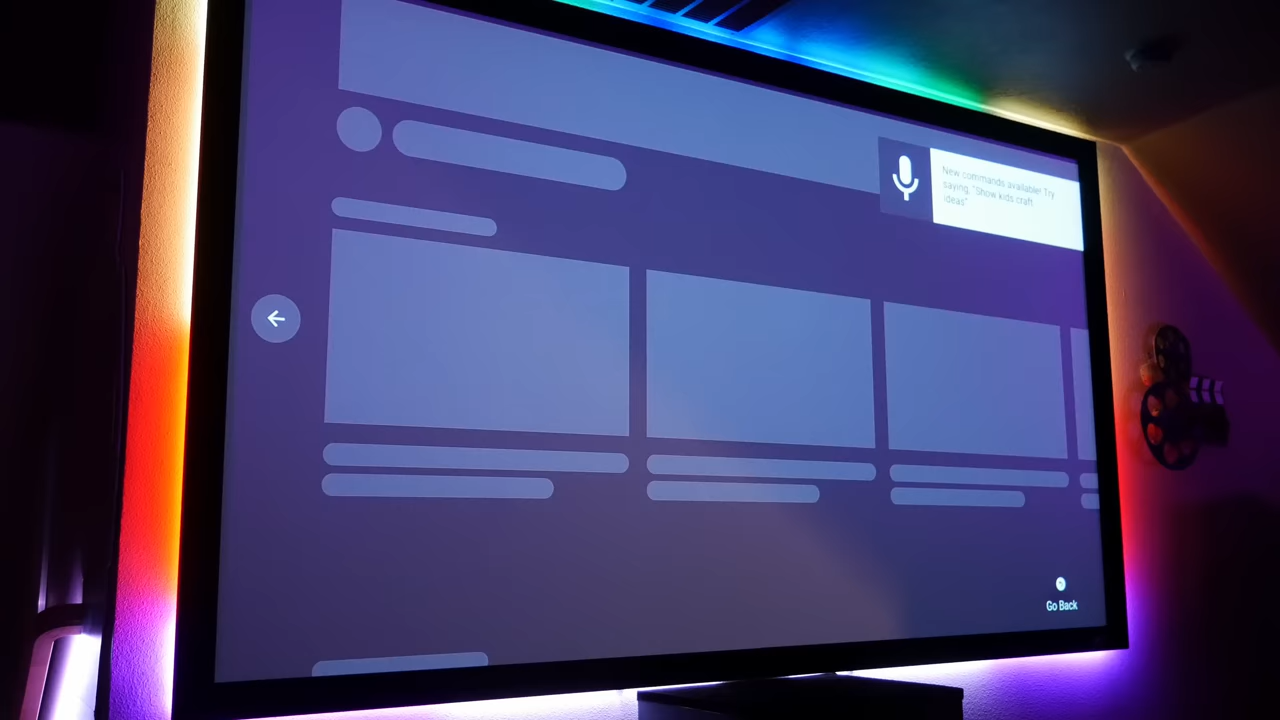 New commands available! Try
saying, "Show kids craft
ideas"
Go Back